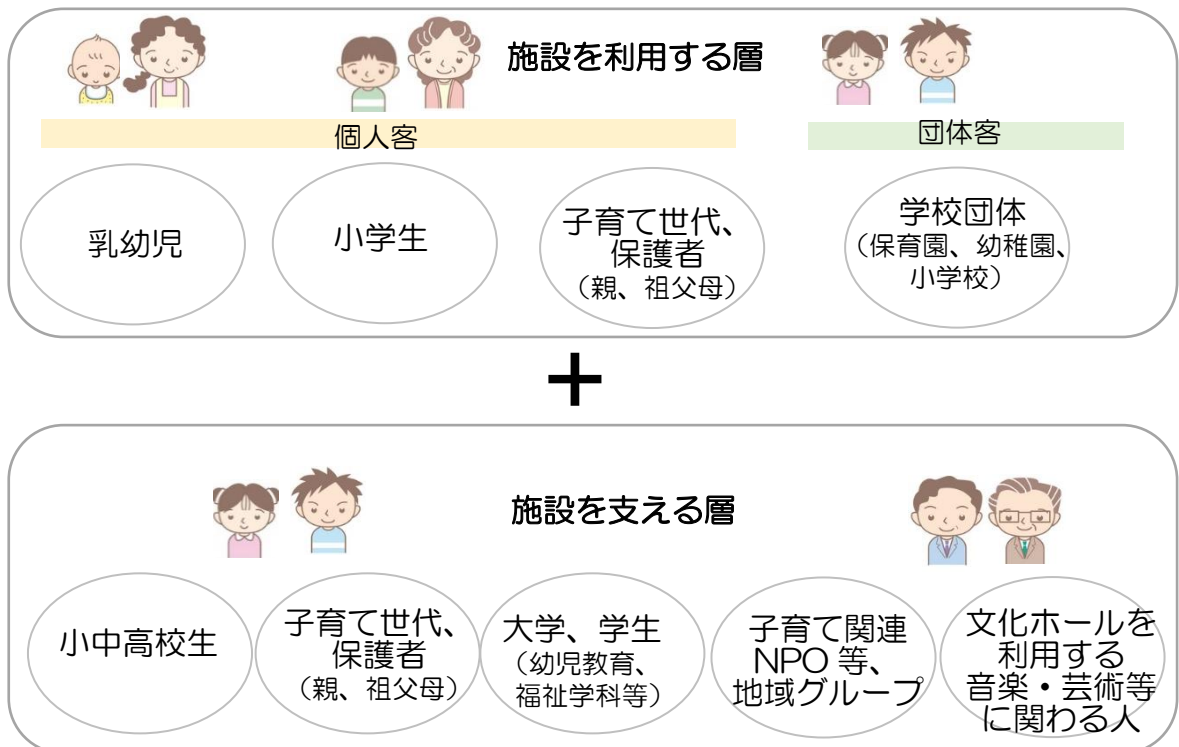 施設を利用する層
個人客
団体客
乳幼児
小学生
子育て世代、
保護者
（親、祖父母）
学校団体
（保育園、幼稚園、
小学校）
＋
施設を支える層
小中高校生
子育て世代、
保護者
（親、祖父母）
大学、学生
（幼児教育、
福祉学科等）
子育て関連
NPO 等、
地域グループ
文化ホールを
利用する
音楽・芸術等
に関わる人